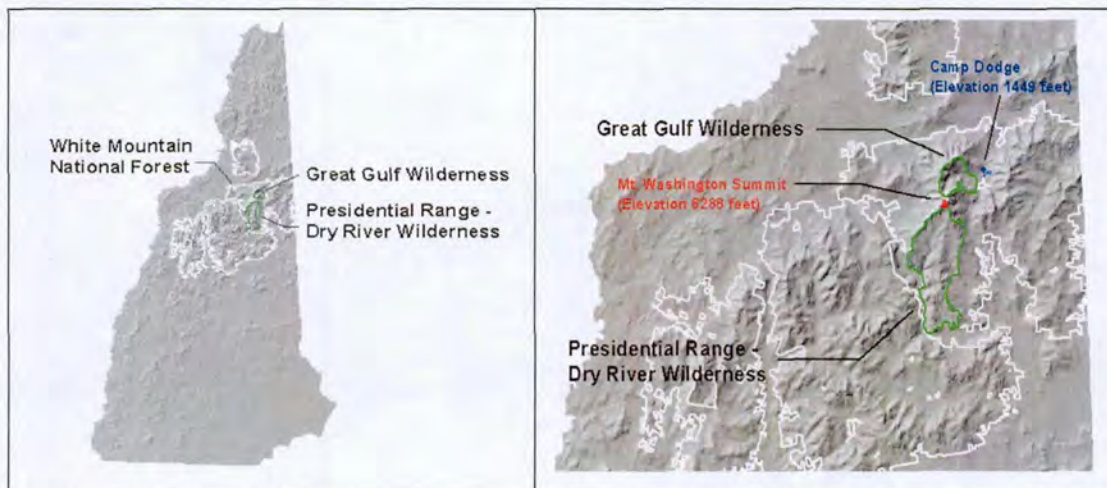 White Mountain
National Forest
Great Gulf Wilderness
Presidential Range -
Dry River Wilderness
Camp Dodge
(Elevation 1449 feet)
Great Gulf Wilderness
Mt. Washington Summit
(Elevation 6288 feet)
Presidential Range -
Dry River Wilderness